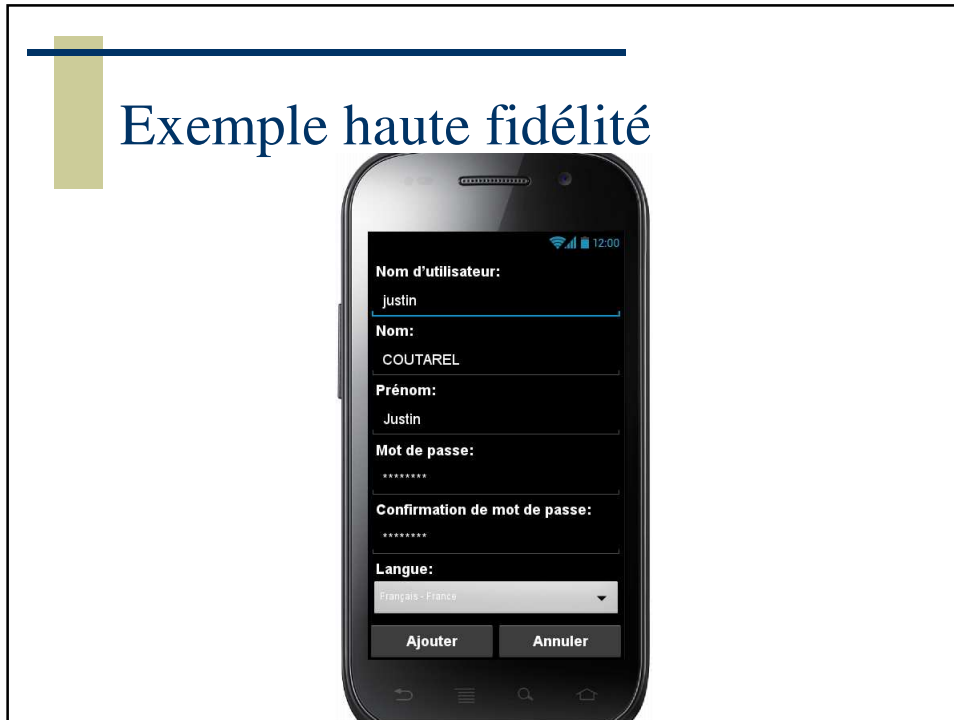 Exemple haute fidélité
12:00
Nom d'utilisateur:
justin
Nom:
COUTAREL
Prénom:
Justin
Mot de passe:
********
Confirmation de mot de passe:
********
Langue:
Français - France
Ajouter Annuler